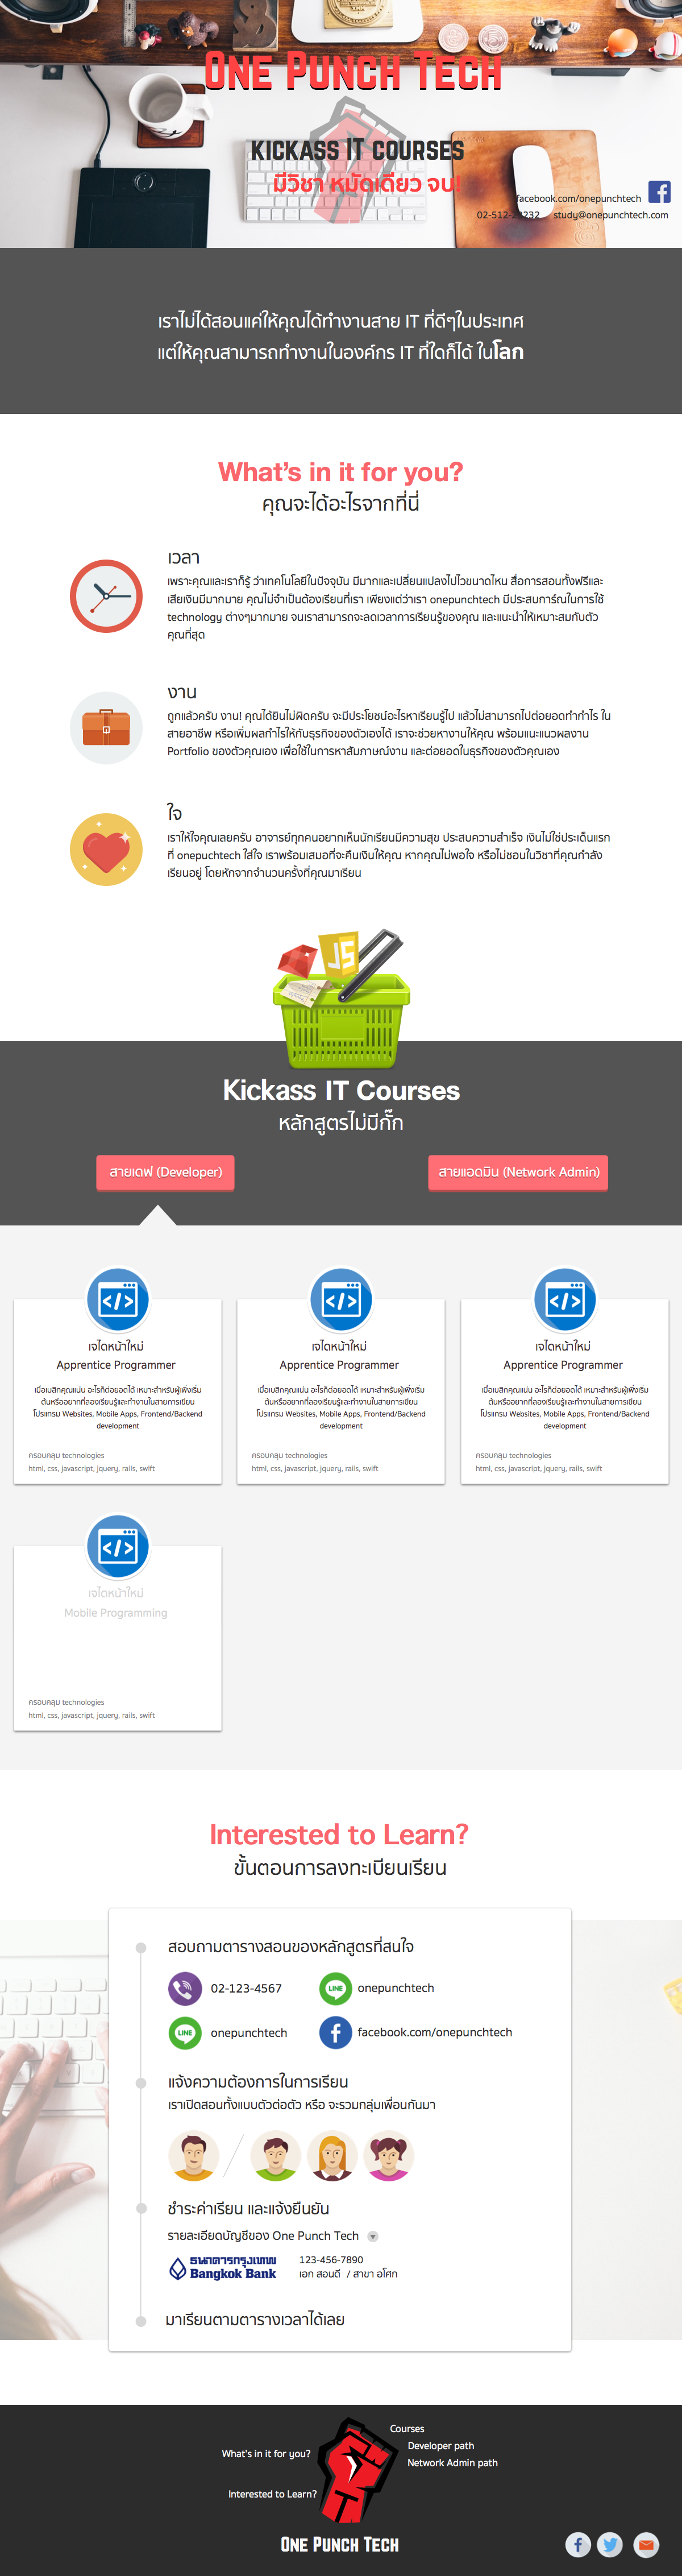 One Punch Tech
KICKASS IT COURSES
มีวิชา หมัดเดียว จบ!
facebook.com/onepunchtech
study@onepunchtech.com
เราไม่ได้สอนแค่ให้คุณได้ทำงานสาย IT ที่ดีๆในประเทศ
แต่ให้คุณสามารถทำงานในองค์กร IT ที่ใดก็ได้ ในโลก
What's in it for you?
คุณจะได้อะไรจากที่นี่
เวลา
เพราะคุณและเราก็รู้ ว่าเทคโนโลยีในปัจจุบัน มีมากและเปลี่ยนแปลงไปไวขนาดไหน สื่อการสอนทั้งฟรีและ
เสียเงินมีมากมาย คุณไม่จำเป็นต้องเรียนที่เรา เพียงแต่ว่าเรา onepunchtech มีประสบการ์ณในการใช้
technology ต่างๆมากมาย จนเราสามารถจะลดเวลาการเรียนรู้ของคุณ และแนะนำให้เหมาะสมกับตัว
คุณที่สุด
งาน
ถูกแล้วครับ งาน! คุณได้ยินไม่ผิดครับ จะมีประโยชน์อะไรหาเรียนรู้ไป แล้วไม่สามารถไปต่อยอดทำกำไร ใน
สายอาชีพ หรือเพิ่มผลกำไรให้กับธุรกิจของตัวเองได้ เราจะช่วยหางานให้คุณ พร้อมแนะแนวผลงาน
Portfolio ของตัวคุณเอง เพื่อใช้ในการหาสัมภาษณ์งาน และต่อยอดในธุรกิจของตัวคุณเอง
ใจ
เราให้ใจคุณเลยครับ อาจารย์ทุกคนอยากเห็นนักเรียนมีความสุข ประสบความสำเร็จ เงินไม่ใช่ประเด็นแรก
ที่ onepuchtech ใส่ใจ เราพร้อมเสมอที่จะคืนเงินให้คุณ หากคุณไม่พอใจ หรือไม่ชอบในวิชาที่คุณกำลัง
เรียนอยู่ โดยหักจากจำนวนครั้งที่คุณมาเรียน
JS
Kickass IT Courses
หลักสูตรไม่มีกั๊ก
สายเดฟ (Developer)
สายแอดมิน (Network Admin)
เจไดหน้าใหม่
Apprentice Programmer
เมื่อเบสิกคุณแน่น อะไรก็ต่อยอดได้ เหมาะสำหรับผู้เพิ่งเริ่ม
ต้นหรืออยากที่ลองเรียนรู้และทำงานในสายการเขียน
โปรแกรม Websites, Mobile Apps, Frontend/Backend
development
ครอบคลุม technologies
html, css, javascript, jquery, rails, swift
เจไดหน้าใหม่
Apprentice Programmer
เมื่อเบสิกคุณแน่น อะไรก็ต่อยอดได้ เหมาะสำหรับผู้เพิ่งเริ่ม
ต้นหรืออยากที่ลองเรียนรู้และทำงานในสายการเขียน
โปรแกรม Websites, Mobile Apps, Frontend/Backend
development
ครอบคลุม technologies
html, css, javascript, jquery, rails, swift
เจไดหน้าใหม่
Apprentice Programmer
เมื่อเบสิกคุณแน่น อะไรก็ต่อยอดได้ เหมาะสำหรับผู้เพิ่งเริ่ม
ต้นหรืออยากที่ลองเรียนรู้และทำงานในสายการเขียน
โปรแกรม Websites, Mobile Apps, Frontend/Backend
development
ครอบคลุม technologies
html, css, javascript, jquery, rails, swift
เจไดหน้าใหม่
Mobile Programming
ครอบคลุม technologies
html, css, javascript, jquery, rails, swift
Interested to Learn?
ขั้นตอนการลงทะเบียนเรียน
สอบถามตารางสอนของหลักสูตรที่สนใจ
02-123-4567
LINE onepunchtech
LINE onepunchtech
facebook.com/onepunchtech
แจ้งความต้องการในการเรียน
เราเปิดสอนทั้งแบบตัวต่อตัว หรือ จะรวมกลุ่มเพื่อนกันมา
ชำระค่าเรียน และแจ้งยืนยัน
รายละเอียดบัญชีของ One Punch Tech
ธนาคารกรุงเทพ
Bangkok Bank
123-456-7890
เอก สอนดี / สาขา อโศก
มาเรียนตามตารางเวลาได้เลย
What's in it for you?
Interested to Learn?
Courses
Developer path
Network Admin path
One Punch Tech